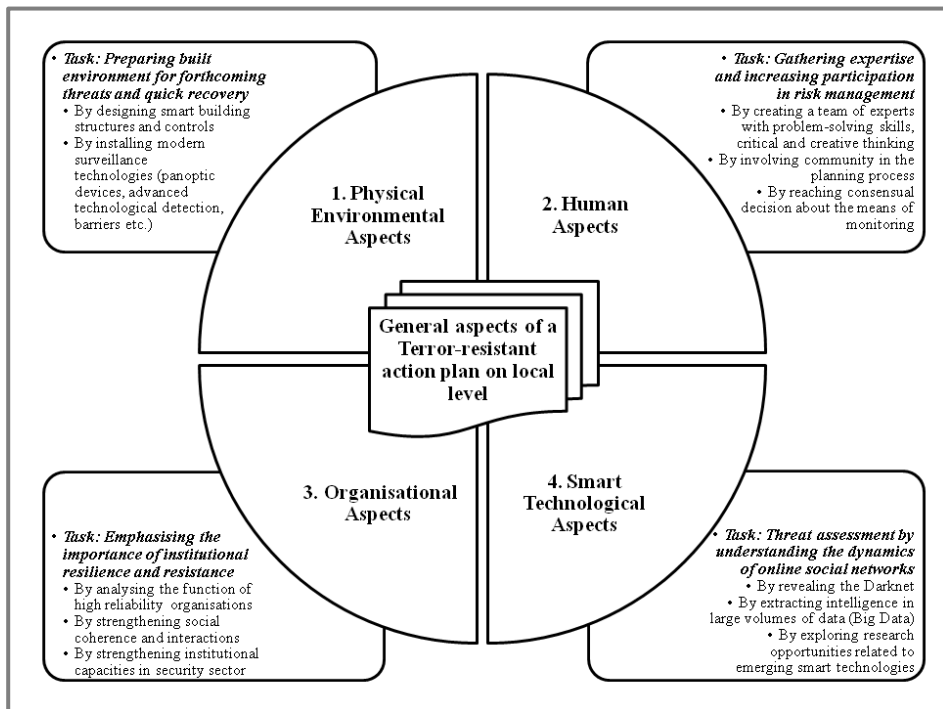 • Task: Preparing built
environment for forthcoming
threats and quick recovery
• By designing smart building
structures and controls
• By installing modern
surveillance
technologies (panoptic
devices, advanced
technological detection,
barriers etc.)
• Task: Gathering expertise
and increasing participation
in risk management
• By creating a team of experts
with problem-solving skills,
critical and creative thinking
• By involving community in the
planning process
• By reaching consensual
decision about the means of
monitoring
1. Physical
Environmental
Aspects
2. Human
Aspects
General aspects of a
Terror-resistant
action plan on local
level
3. Organisational
Aspects
4. Smart
Technological
Aspects
• Task: Emphasising the
importance of institutional
resilience and resistance
• By analysing the function of
high reliability organisations
• By strengthening social
coherence and interactions
• By strengthening institutional
capacities in security sector
• Task: Threat assessment by
understanding the dynamics
of online social networks
• By revealing the Darknet
• By extracting intelligence in
large volumes of data (Big Data)
• By exploring research
opportunities related to
emerging smart technologies